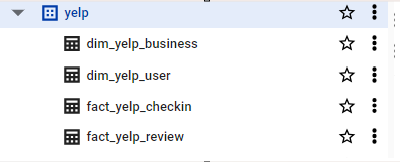 yelp
dim_yelp_business
dim_yelp_user
fact_yelp_checkin
fact_yelp_review